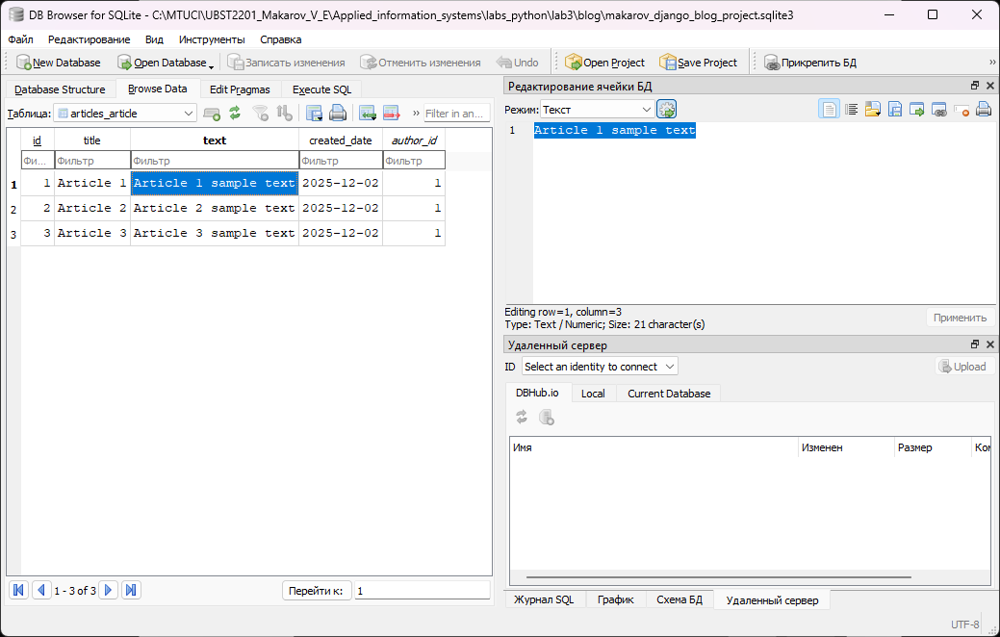 DB Browser for SQLite - C:\MTUCI\UBST2201_Makarov_V_E\Applied_information_systems\labs_python\lab3\blog\makarov_django_blog_project.sqlite3
Файл Редактирование Вид Инструменты Справка
New Database Open Database Записать изменения Отменить изменения Undo Open Project Save Project Прикрепить БД »
Database Structure Browse Data Edit Pragmas Execute SQL
Таблица: articles_article » Filter in an...
id title text created_date author_id
Фи... Фильтр Фильтр Фильтр Фильтр
1 1 Article 1 Article 1 sample text 2025-12-02 1
2 2 Article 2 Article 2 sample text 2025-12-02 1
3 3 Article 3 Article 3 sample text 2025-12-02 1
1 - 3 of 3 Перейти к: 1
Редактирование ячейки БД
Режим: Текст
1 Article 1 sample text
Editing row=1, column=3
Type: Text / Numeric; Size: 21 character(s)
Применить
Удаленный сервер
ID Select an identity to connect Upload
DBHub.io Local Current Database
Имя Изменен Размер Ком
Журнал SQL График Схема БД Удаленный сервер
UTF-8